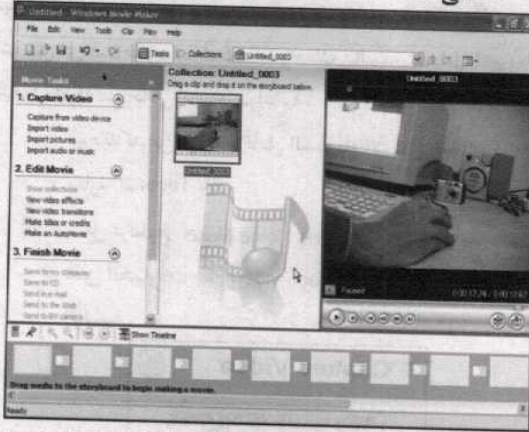 Untitled - Windows Movie Maker
File Edit View Tools Clip Play Help
Tasks Collections Untitled_0003
Movie Tasks
1. Capture Video
Capture from video device
Import video
Import pictures
Import audio or music
2. Edit Movie
Show collections
View video effects
View video transitions
Make titles or credits
Make an AutoMovie
3. Finish Movie
Save to my computer
Save to CD
Send in e-mail
Send to the Web
Send to DV camera
Collection: Untitled_0003
Drag a clip and drop it on the storyboard below.
Untitled_0003
Untitled_0003
Paused
Show Timeline
Drag media to the storyboard to begin making a movie.
Ready